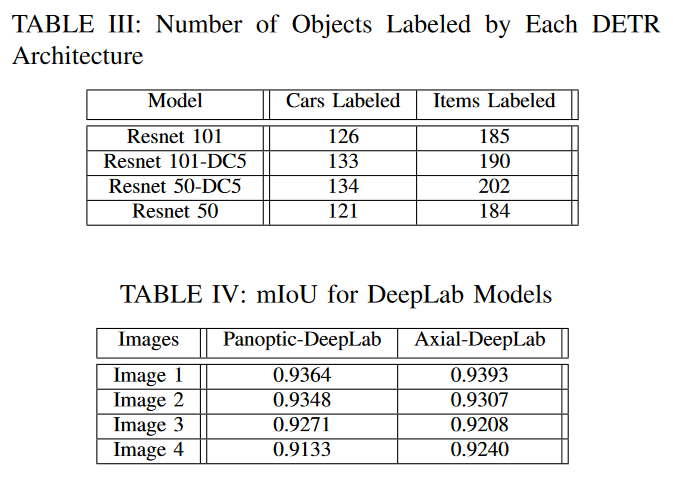 TABLE III: Number of Objects Labeled by Each DETR
Architecture
Model Cars Labeled Items Labeled
Resnet 101 126 185
Resnet 101-DC5 133 190
Resnet 50-DC5 134 202
Resnet 50 121 184
TABLE IV: mIoU for DeepLab Models
Images Panoptic-DeepLab Axial-DeepLab
Image 1 0.9364 0.9393
Image 2 0.9348 0.9307
Image 3 0.9271 0.9208
Image 4 0.9133 0.9240